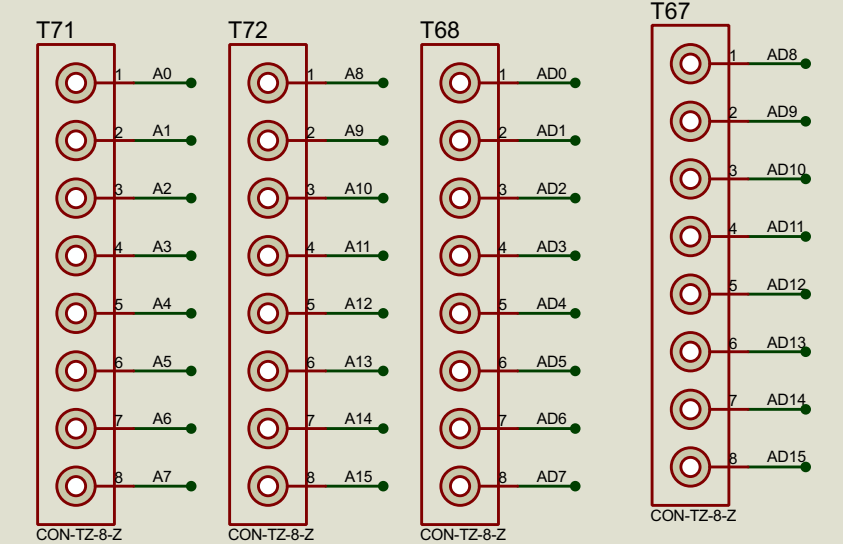 T71
1 A0
2 A1
3 A2
4 A3
5 A4
6 A5
7 A6
8 A7
CON-TZ-8-Z
T72
1 A8
2 A9
3 A10
4 A11
5 A12
6 A13
7 A14
8 A15
CON-TZ-8-Z
T68
1 AD0
2 AD1
3 AD2
4 AD3
5 AD4
6 AD5
7 AD6
8 AD7
CON-TZ-8-Z
T67
1 AD8
2 AD9
3 AD10
4 AD11
5 AD12
6 AD13
7 AD14
8 AD15
CON-TZ-8-Z